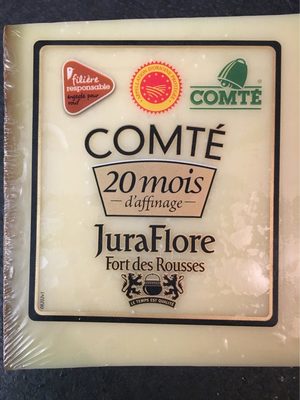 filière
responsable
COMTÉ
COMTÉ
20 mois
d'affinage
JuraFlore
Fort des Rousses
LE TEMPS EST QUALITÉ